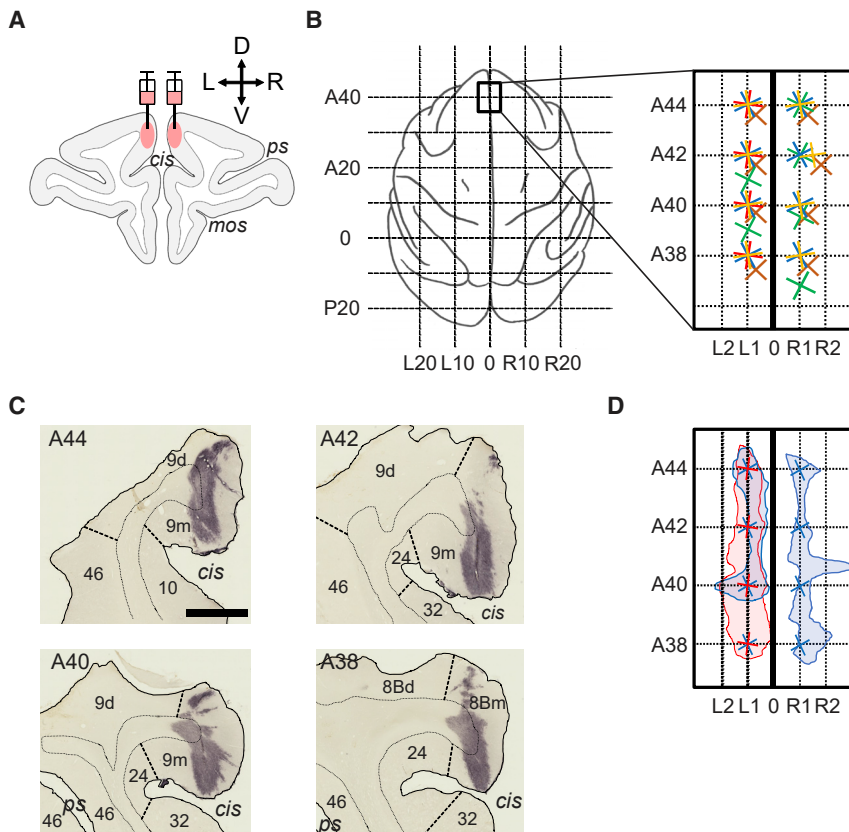 A
D
L R
V
cis
ps
mos
B
A40
A20
0
P20
L20 L10 0 R10 R20
A44
A42
A40
A38
L2 L1 0 R1 R2
C
A44
9d
9m
46
10
cis
A42
9d
24
9m
46
32
cis
A40
9d
9m
24
ps
46
46
32
cis
A38
8Bd
8Bm
24
46
ps
32
cis
D
A44
A42
A40
A38
L2 L1 0 R1 R2